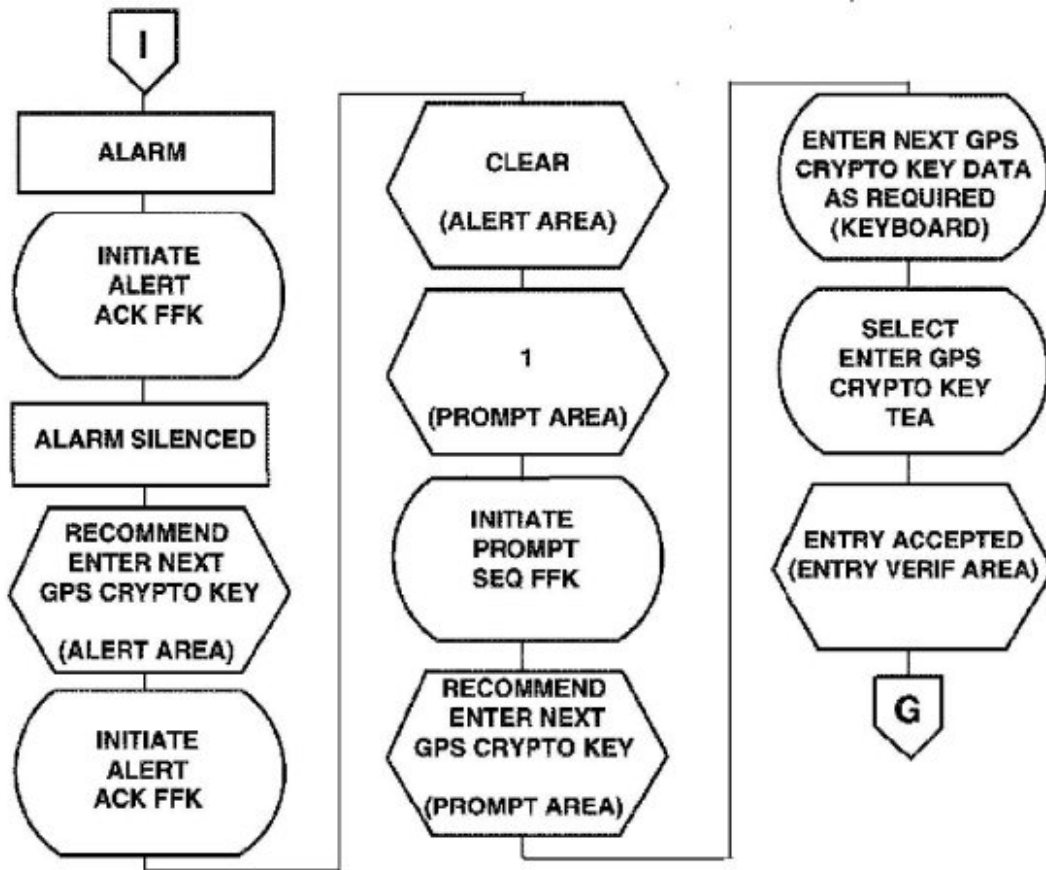 I
ALARM
INITIATE
ALERT
ACK FFK
ALARM SILENCED
RECOMMEND
ENTER NEXT
GPS CRYPTO KEY
(ALERT AREA)
INITIATE
ALERT
ACK FFK
CLEAR
(ALERT AREA)
1
(PROMPT AREA)
INITIATE
PROMPT
SEQ FFK
RECOMMEND
ENTER NEXT
GPS CRYPTO KEY
(PROMPT AREA)
ENTER NEXT GPS
CRYPTO KEY DATA
AS REQUIRED
(KEYBOARD)
SELECT
ENTER GPS
CRYPTO KEY
TEA
ENTRY ACCEPTED
(ENTRY VERIF AREA)
G